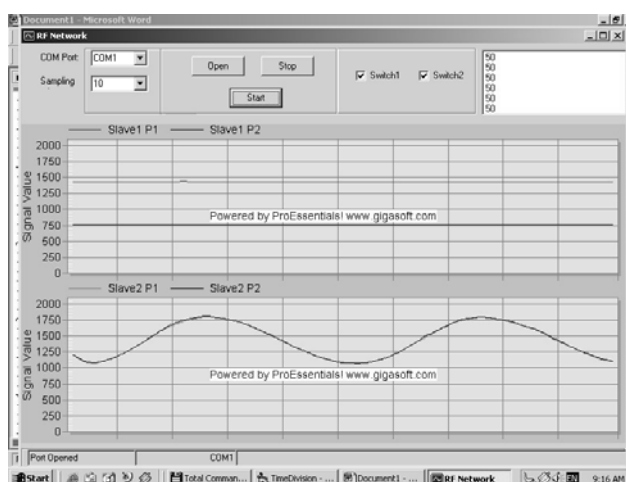 Document1 - Microsoft Word
RF Network
COM Port: COM1
Sampling 10
Open Stop
Start
Switch1 Switch2
50
50
50
50
50
50
Slave1 P1 Slave1 P2
2000
1750
1500
1250
1000
750
500
250
0
Signal Value
Powered by ProEssentials! www.gigasoft.com
Slave2 P1 Slave2 P2
2000
1750
1500
1250
1000
750
500
250
0
Signal Value
Powered by ProEssentials! www.gigasoft.com
Port Opened COM1
Start Total Comman... TimeDivision - ... Document1 - ... RF Network EN 9:16 AM